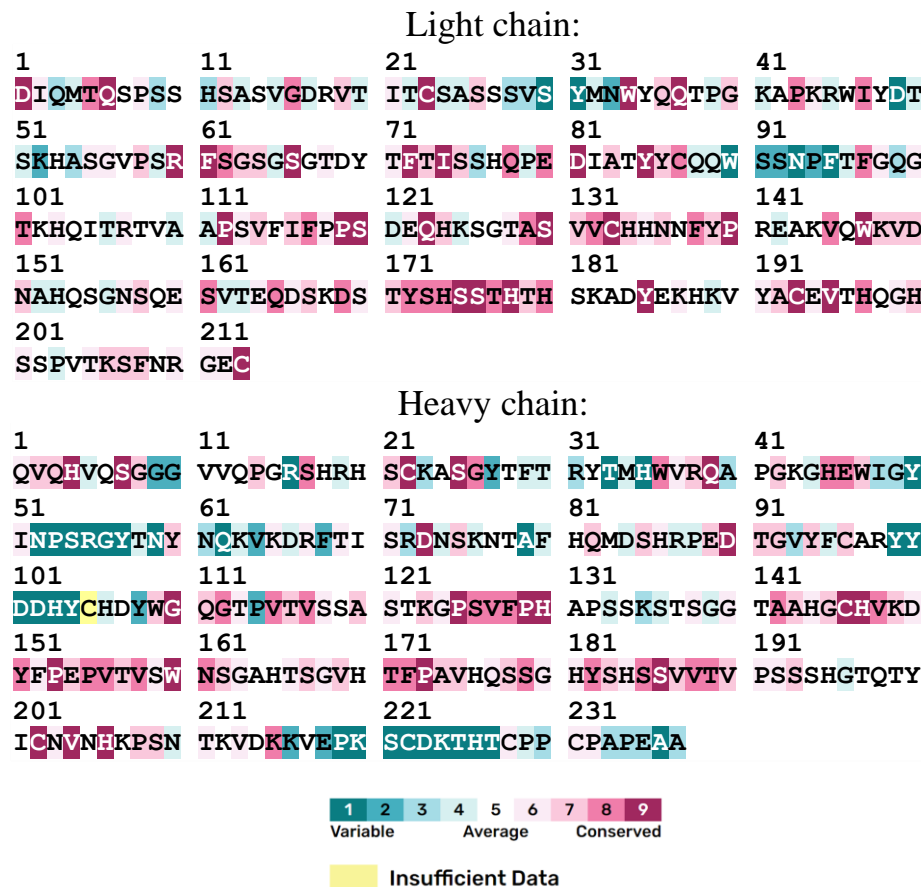 Light chain:
1 11 21 31 41
DIQMTQSPSS HSASVGDRVT ITCSASSSVS YMNWYQQTPG KAPKRWIYDT
51 61 71 81 91
SKHASGVPSR FSGSGSGTDY TFTISSHQPE DIATYYCQQW SSNPFTFGQG
101 111 121 131 141
TKHQITRTVA APSVFIFPPS DEQHKSGTAS VVCHHNNFYP REAKVQWKVD
151 161 171 181 191
NAHQSGNSQE SVTEQDSKDS TYSHSSTHTH SKADYEKHKV YACEVTHQGH
201 211
SSPVTKSFNR GEC
Heavy chain:
1 11 21 31 41
QVQHVQSGGG VVQPGRSHRH SCKASGYTFT RYTMHWVRQA PGKGHEWIGY
51 61 71 81 91
INPSRGYTNY NQKVKDRFTI SRDNSKNTAF HQMDSHRPED TGVYFCARYY
101 111 121 131 141
DDHYCHDYWG QGTPVTVSSA STKGPSVFPH APSSKSTSGG TAAHGCHVKD
151 161 171 181 191
YFPEPVTVSW NSGAHTSGVH TFPAVHQSSG HYSHSSVVTV PSSSHGTQTY
201 211 221 231
ICNVNHKPSN TKVDKKVEPK SCDKTHTCPP CPAPEAA
1 2 3 4 5 6 7 8 9
Variable Average Conserved
Insufficient Data